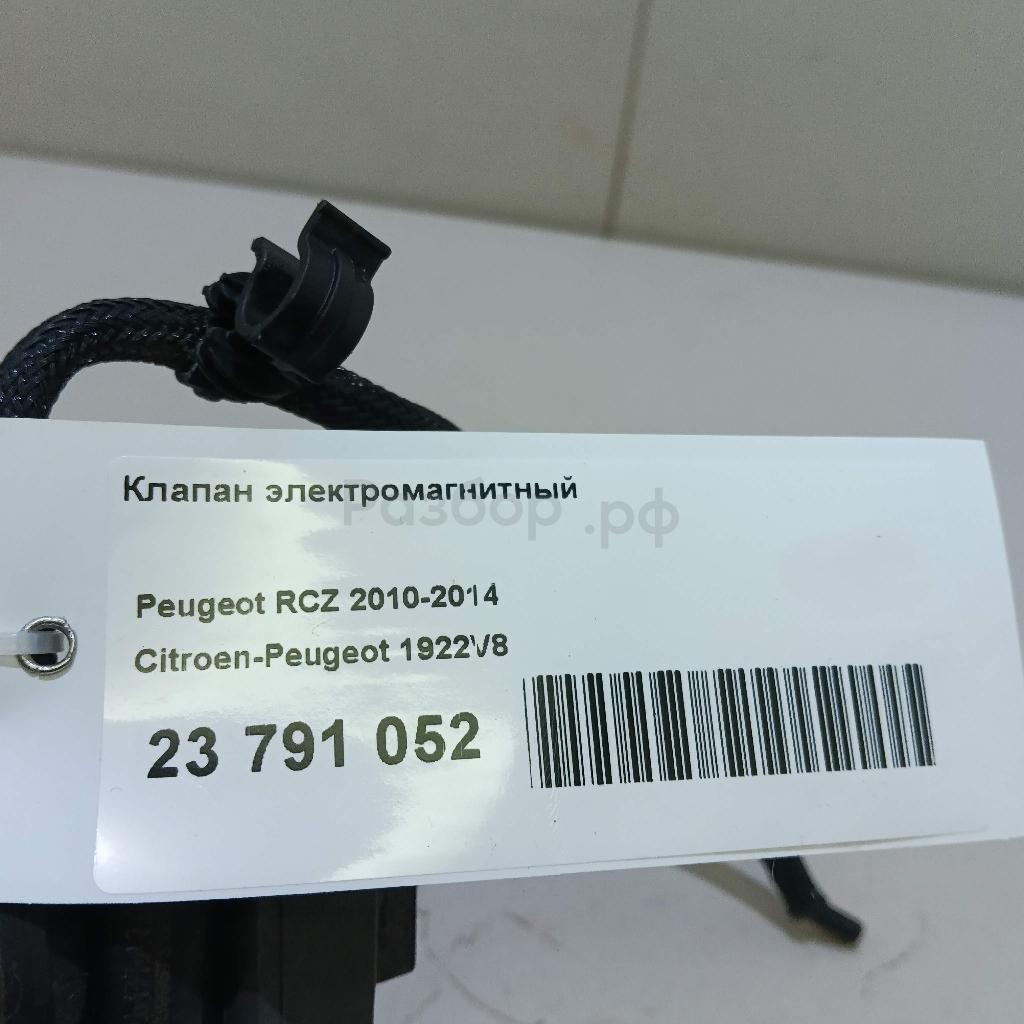 Клапан электромагнитный
Разбор.рф
Peugeot RCZ 2010-2014
Citroen-Peugeot 1922V8
23 791 052